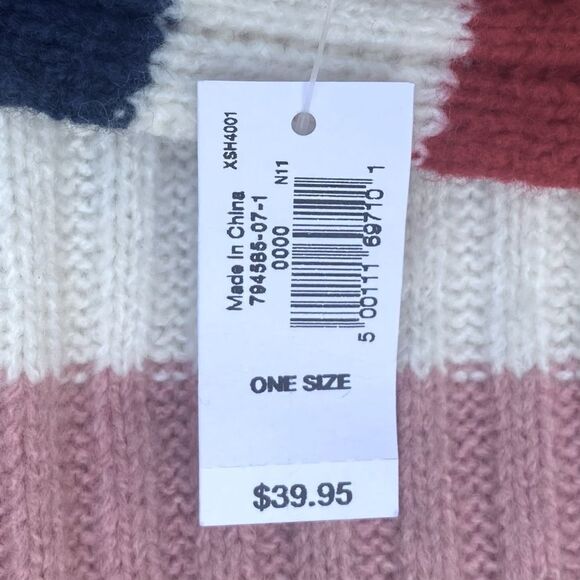 XSH4001
Made In China
794565-07-1
0000
N11
5 00111 69710 1
ONE SIZE
$39.95